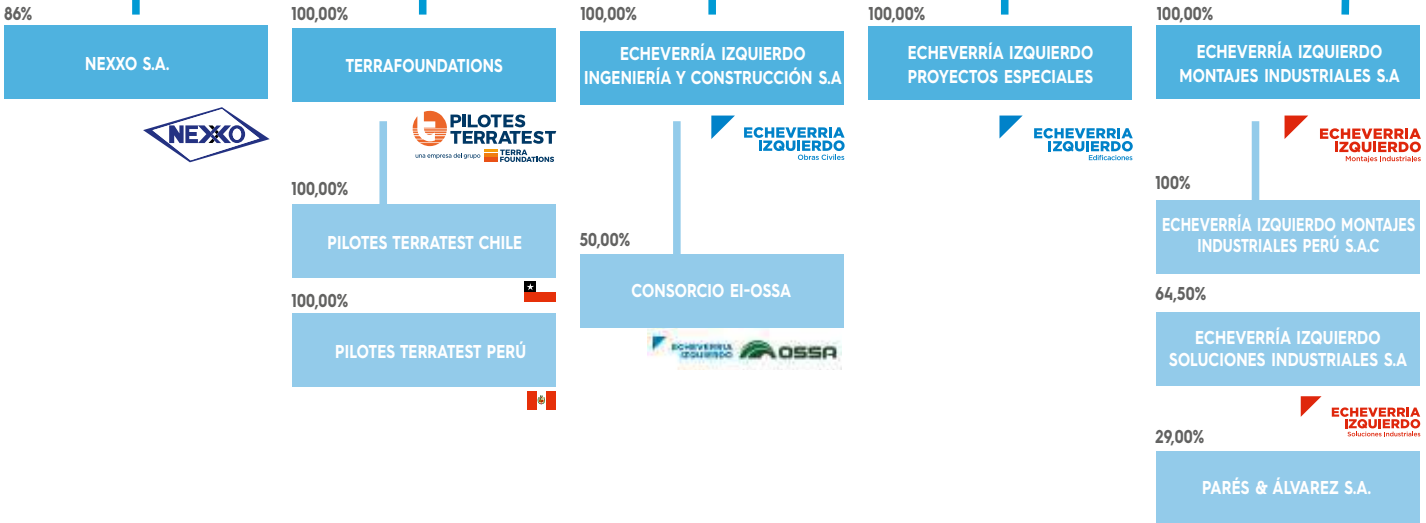 86%
NEXXO S.A.
NEXXO
100,00%
TERRAFOUNDATIONS
PILOTES
TERRATEST
una empresa del grupo TERRA
FOUNDATIONS
100,00%
PILOTES TERRATEST CHILE
100,00%
PILOTES TERRATEST PERÚ
100,00%
ECHEVERRÍA IZQUIERDO
INGENIERÍA Y CONSTRUCCIÓN S.A
ECHEVERRIA
IZQUIERDO
Obras Civiles
50,00%
CONSORCIO EI-OSSA
ECHEVERRIA
IZQUIERDO
OSSA
100,00%
ECHEVERRÍA IZQUIERDO
PROYECTOS ESPECIALES
ECHEVERRIA
IZQUIERDO
Edificaciones
100,00%
ECHEVERRÍA IZQUIERDO
MONTAJES INDUSTRIALES S.A
ECHEVERRIA
IZQUIERDO
Montajes Industriales
100%
ECHEVERRÍA IZQUIERDO MONTAJES
INDUSTRIALES PERÚ S.A.C
64,50%
ECHEVERRÍA IZQUIERDO
SOLUCIONES INDUSTRIALES S.A
ECHEVERRIA
IZQUIERDO
Soluciones Industriales
29,00%
PARÉS & ÁLVAREZ S.A.